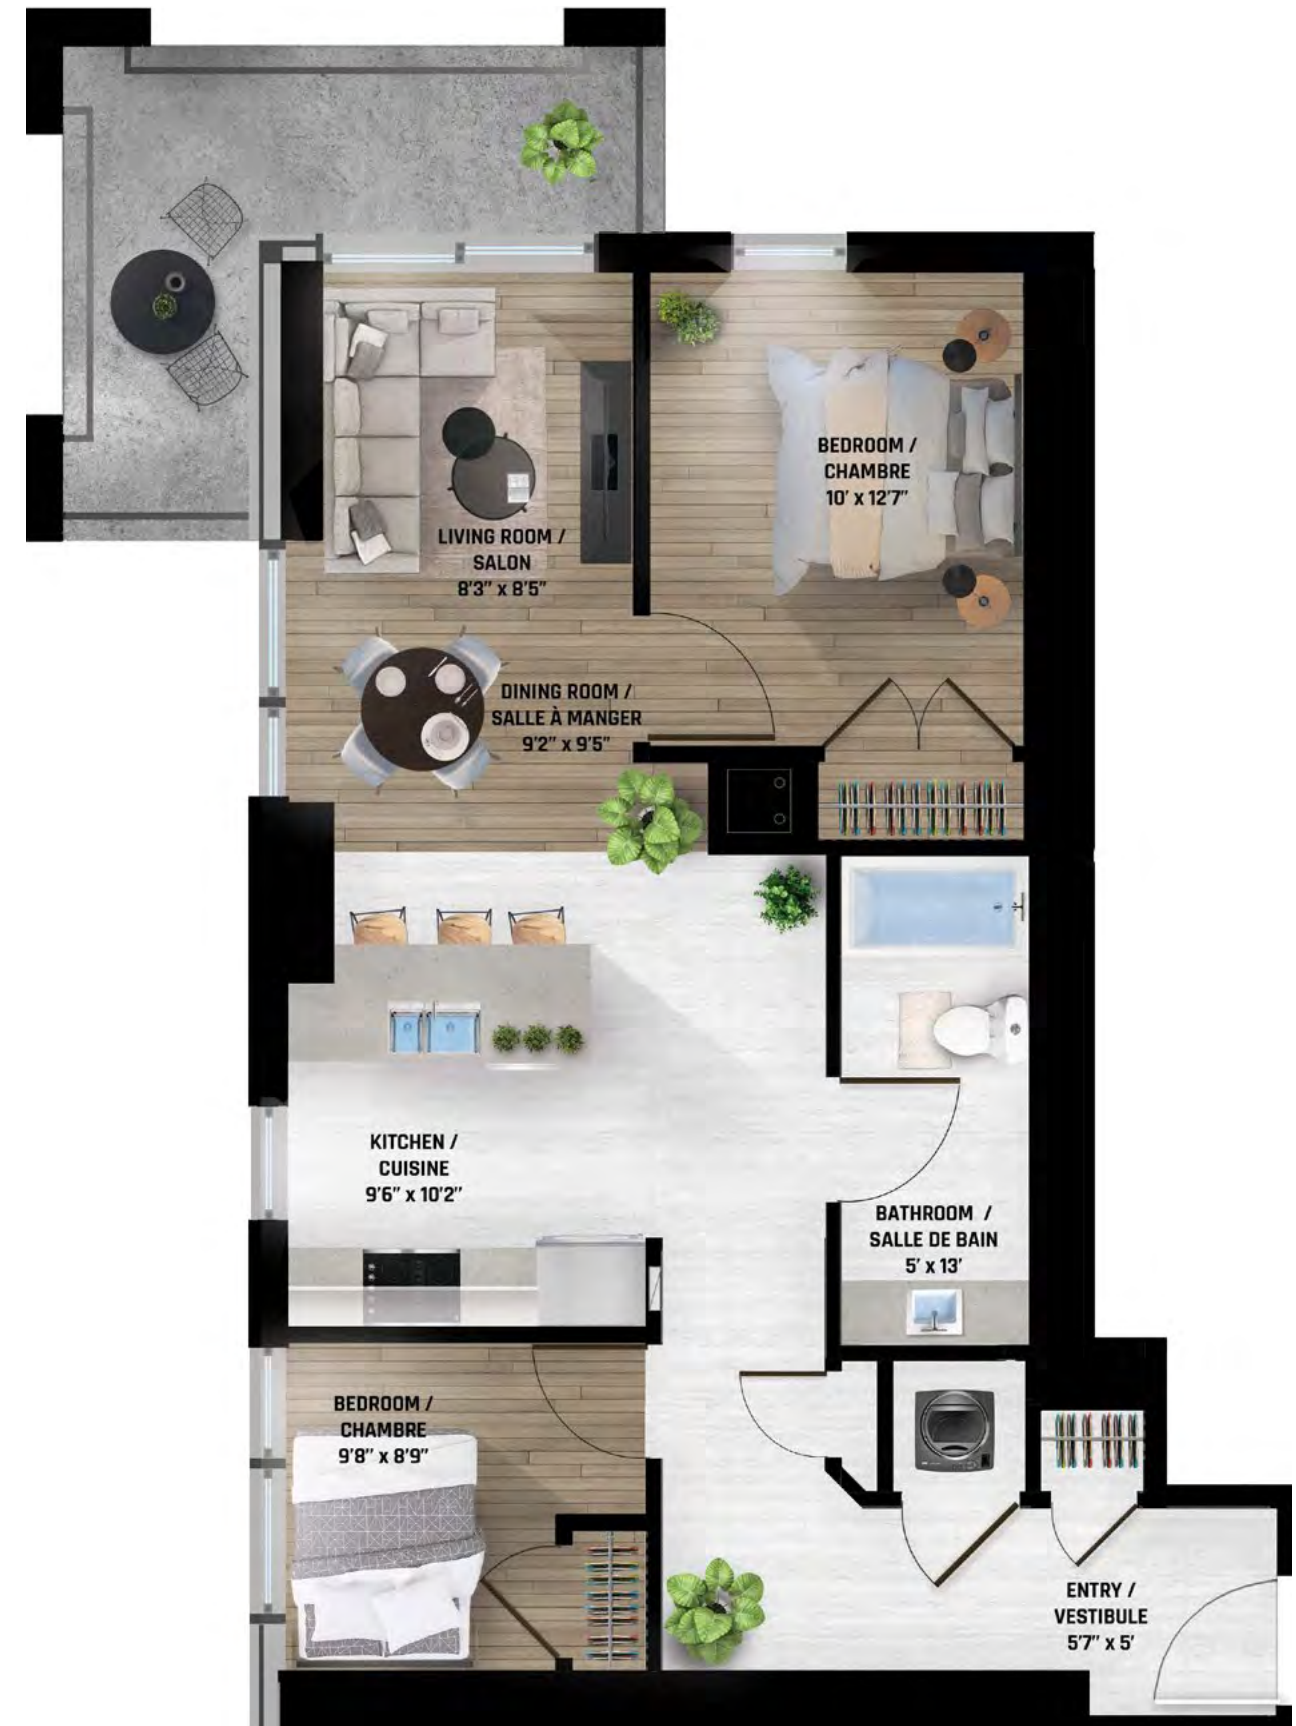 BEDROOM /
CHAMBRE
10' x 12'7"
LIVING ROOM /
SALON
8'3" x 8'5"
DINING ROOM /
SALLE À MANGER
9'2" x 9'5"
KITCHEN /
CUISINE
9'6" x 10'2"
BATHROOM /
SALLE DE BAIN
5' x 13'
BEDROOM /
CHAMBRE
9'8" x 8'9"
ENTRY /
VESTIBULE
5'7" x 5'